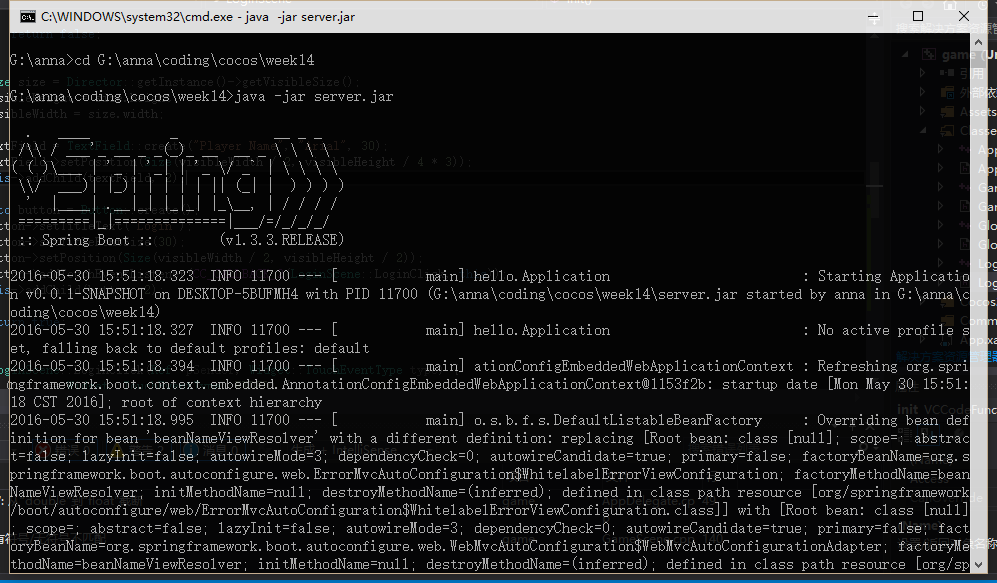 C:\WINDOWS\system32\cmd.exe - java -jar server.jar
G:\anna>cd G:\anna\coding\cocos\week14
G:\anna\coding\cocos\week14>java -jar server.jar
:: Spring Boot ::        (v1.3.3.RELEASE)
2016-05-30 15:51:18.323  INFO 11700 --- [           main] hello.Application                        : Starting Applicatio
n v0.0.1-SNAPSHOT on DESKTOP-5BUFMH4 with PID 11700 (G:\anna\coding\cocos\week14\server.jar started by anna in G:\anna\c
oding\cocos\week14)
2016-05-30 15:51:18.327  INFO 11700 --- [           main] hello.Application                        : No active profile s
et, falling back to default profiles: default
2016-05-30 15:51:18.394  INFO 11700 --- [           main] ationConfigEmbeddedWebApplicationContext : Refreshing org.spri
ngframework.boot.context.embedded.AnnotationConfigEmbeddedWebApplicationContext@1153f2b: startup date [Mon May 30 15:51:
18 CST 2016]; root of context hierarchy
2016-05-30 15:51:18.995  INFO 11700 --- [           main] o.s.b.f.s.DefaultListableBeanFactory     : Overriding bean def
inition for bean 'beanNameViewResolver' with a different definition: replacing [Root bean: class [null]; scope=; abstrac
t=false; lazyInit=false; autowireMode=3; dependencyCheck=0; autowireCandidate=true; primary=false; factoryBeanName=org.s
pringframework.boot.autoconfigure.web.ErrorMvcAutoConfiguration$WhitelabelErrorViewConfiguration; factoryMethodName=bean
NameViewResolver; initMethodName=null; destroyMethodName=(inferred); defined in class path resource [org/springframework
/boot/autoconfigure/web/ErrorMvcAutoConfiguration$WhitelabelErrorViewConfiguration.class]] with [Root bean: class [null]
; scope=; abstract=false; lazyInit=false; autowireMode=3; dependencyCheck=0; autowireCandidate=true; primary=false; fact
oryBeanName=org.springframework.boot.autoconfigure.web.WebMvcAutoConfiguration$WebMvcAutoConfigurationAdapter; factoryMe
thodName=beanNameViewResolver; initMethodName=null; destroyMethodName=(inferred); defined in class path resource [org/sp